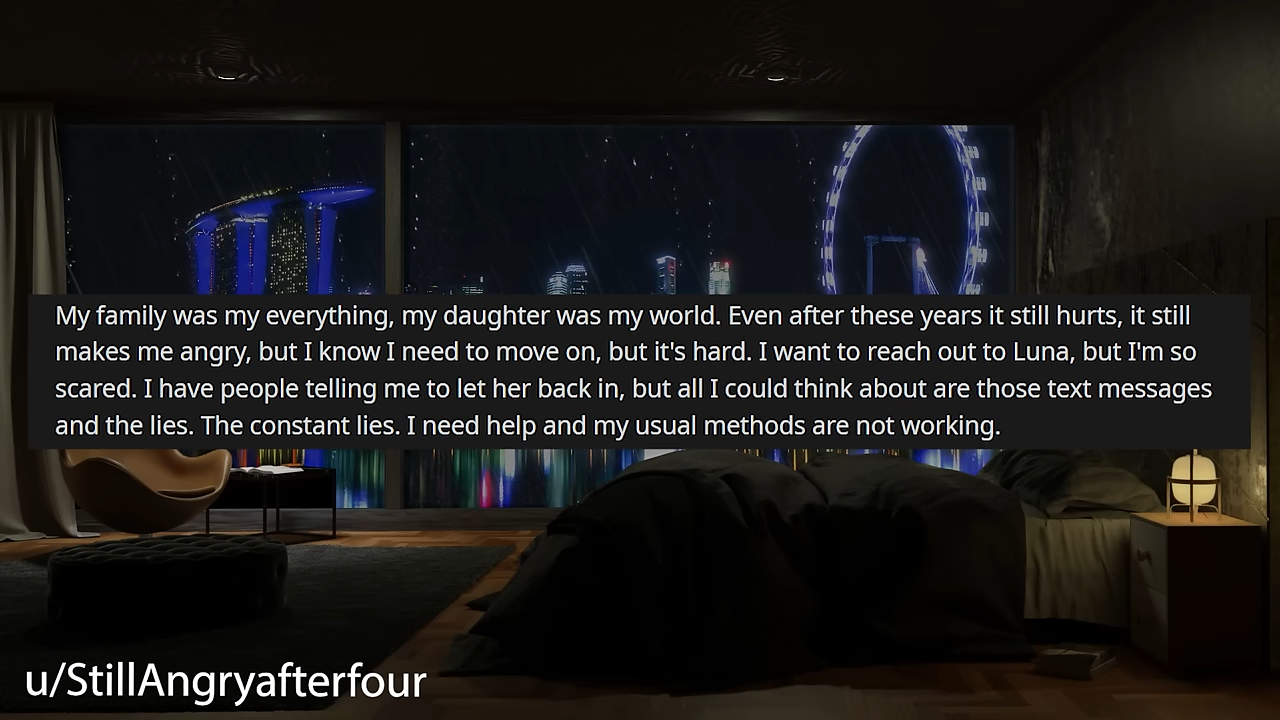 My family was my everything, my daughter was my world. Even after these years it still hurts, it still
makes me angry, but I know I need to move on, but it's hard. I want to reach out to Luna, but I'm so
scared. I have people telling me to let her back in, but all I could think about are those text messages
and the lies. The constant lies. I need help and my usual methods are not working.
u/StillAngryafterfour